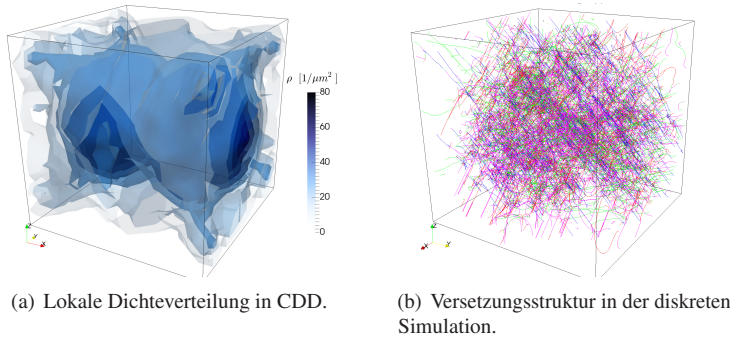 ρ [1/μm²]
80
60
40
20
0
Z
Y
X
Z
X
Y
(a) Lokale Dichteverteilung in CDD.
(b) Versetzungsstruktur in der diskreten
Simulation.